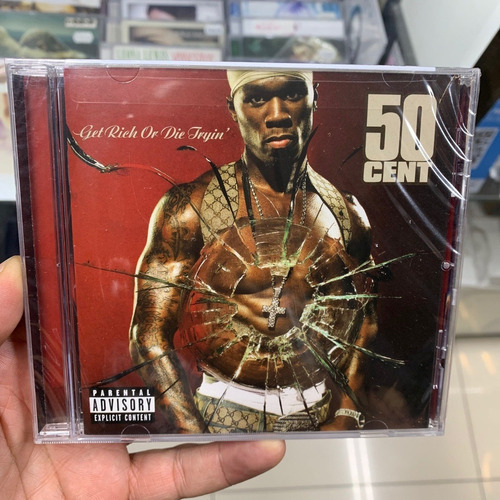 Get Rich Or Die Tryin'
50
CENT
PARENTAL
ADVISORY
EXPLICIT CONTENT